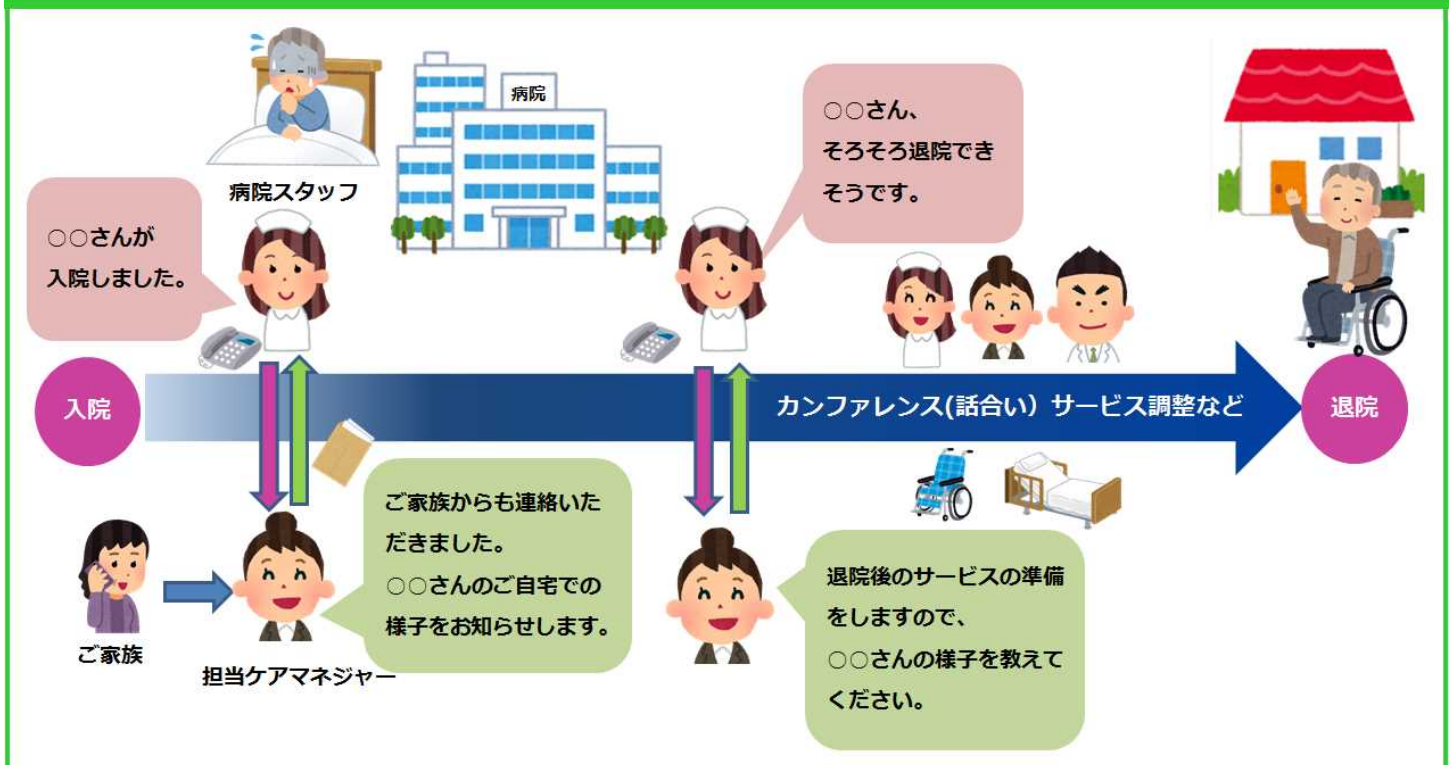 病院
病院スタッフ
○○さんが
入院しました。
○○さん、
そろそろ退院でき
そうです。
入院
カンファレンス(話合い）サービス調整など
退院
ご家族からも連絡いた
だきました。
○○さんのご自宅での
様子をお知らせします。
ご家族
担当ケアマネジャー
退院後のサービスの準備
をしますので、
○○さんの様子を教えて
ください。